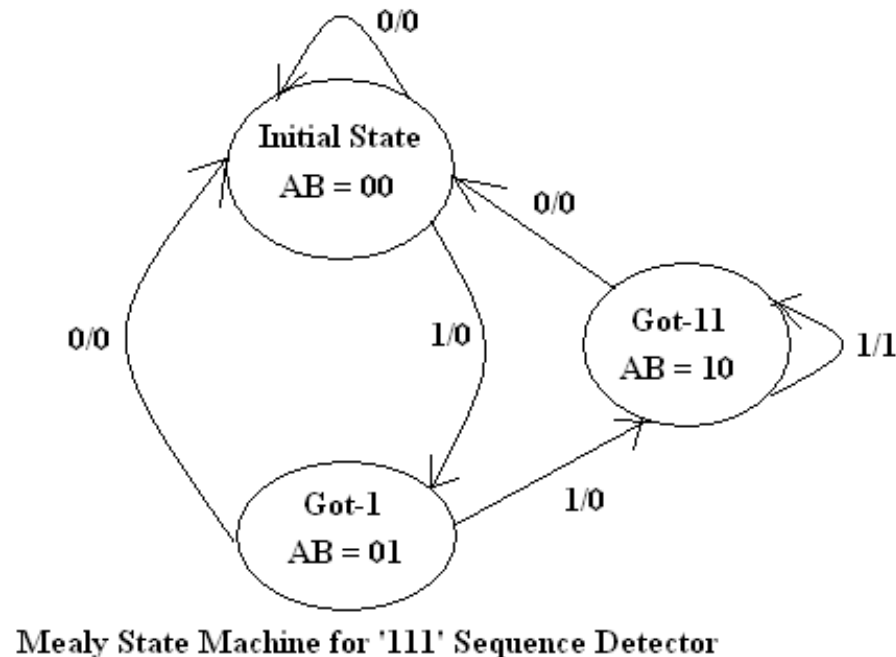 0/0
Initial State
AB = 00
0/0
Got-11
AB = 10
0/0
1/0
1/1
Got-1
AB = 01
1/0
Mealy State Machine for '111' Sequence Detector